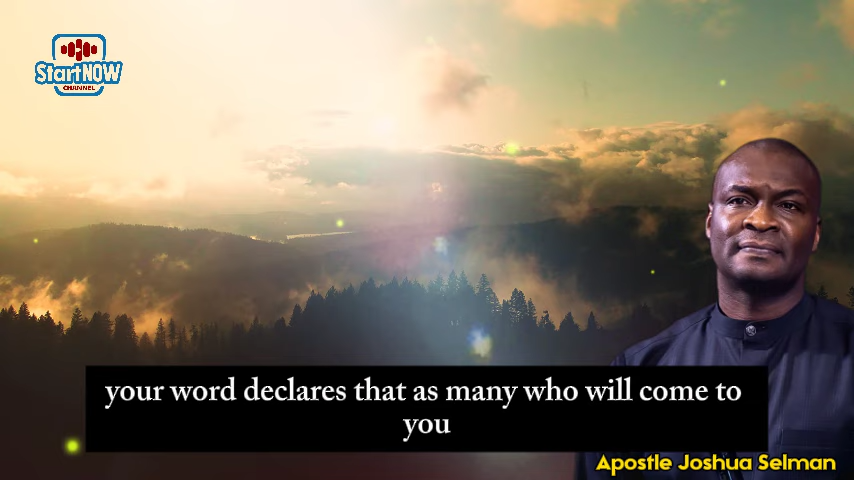 StartNOW
CHANNEL
your word declares that as many who will come to
you
Apostle Joshua Selman